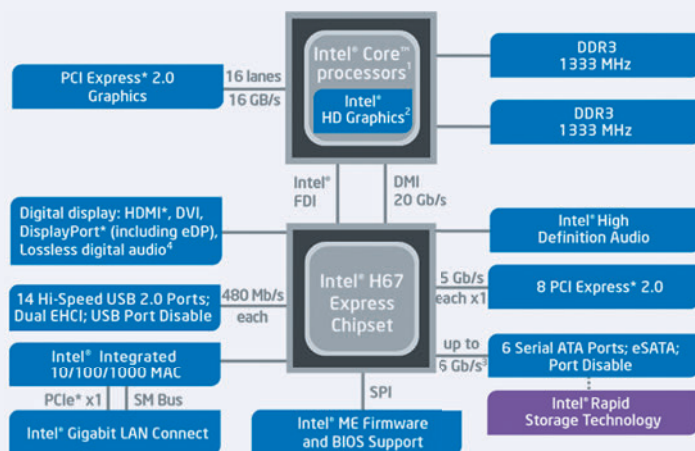 Intel® Core™
processors¹
Intel®
HD Graphics²
PCI Express* 2.0
Graphics
16 lanes
16 GB/s
DDR3
1333 MHz
DDR3
1333 MHz
Intel®
FDI
DMI
20 Gb/s
Digital display: HDMI*, DVI,
DisplayPort* (including eDP),
Lossless digital audio⁴
Intel® High
Definition Audio
Intel® H67
Express
Chipset
14 Hi-Speed USB 2.0 Ports;
Dual EHCI; USB Port Disable
480 Mb/s
each
5 Gb/s
each x1
8 PCI Express* 2.0
Intel® Integrated
10/100/1000 MAC
up to
6 Gb/s³
6 Serial ATA Ports; eSATA;
Port Disable
PCIe* x1
SM Bus
SPI
Intel® Rapid
Storage Technology
Intel® Gigabit LAN Connect
Intel® ME Firmware
and BIOS Support